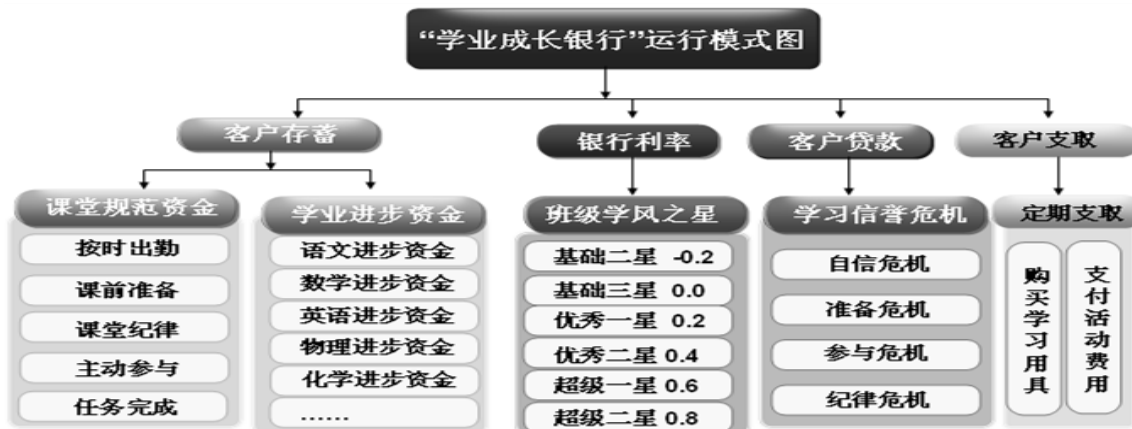 “学业成长银行”运行模式图
客户存蓄
银行利率
客户贷款
客户支取
课堂规范资金
学业进步资金
班级学风之星
学习信誉危机
定期支取
按时出勤
课前准备
课堂纪律
主动参与
任务完成
语文进步资金
数学进步资金
英语进步资金
物理进步资金
化学进步资金
......
基础二星 -0.2
基础三星 0.0
优秀一星 0.2
优秀二星 0.4
超级一星 0.6
超级二星 0.8
自信危机
准备危机
参与危机
纪律危机
购买学习用具
支付活动费用